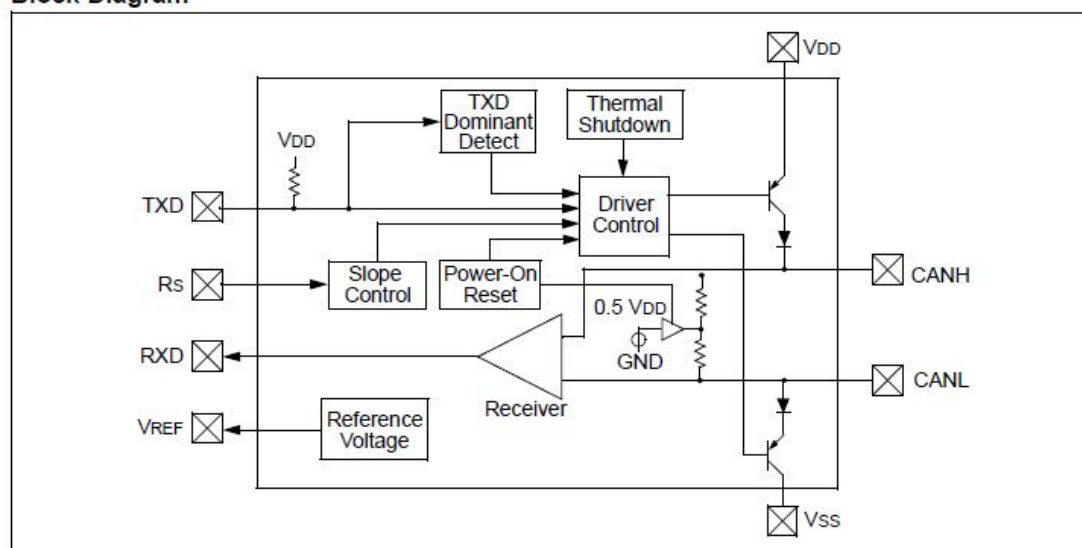 Block Diagram
VDD
TXD
Dominant
Detect
Thermal
Shutdown
VDD
TXD
Driver
Control
RS
Slope
Control
Power-On
Reset
CANH
0.5 VDD
GND
RXD
CANL
Receiver
VREF
Reference
Voltage
VSS